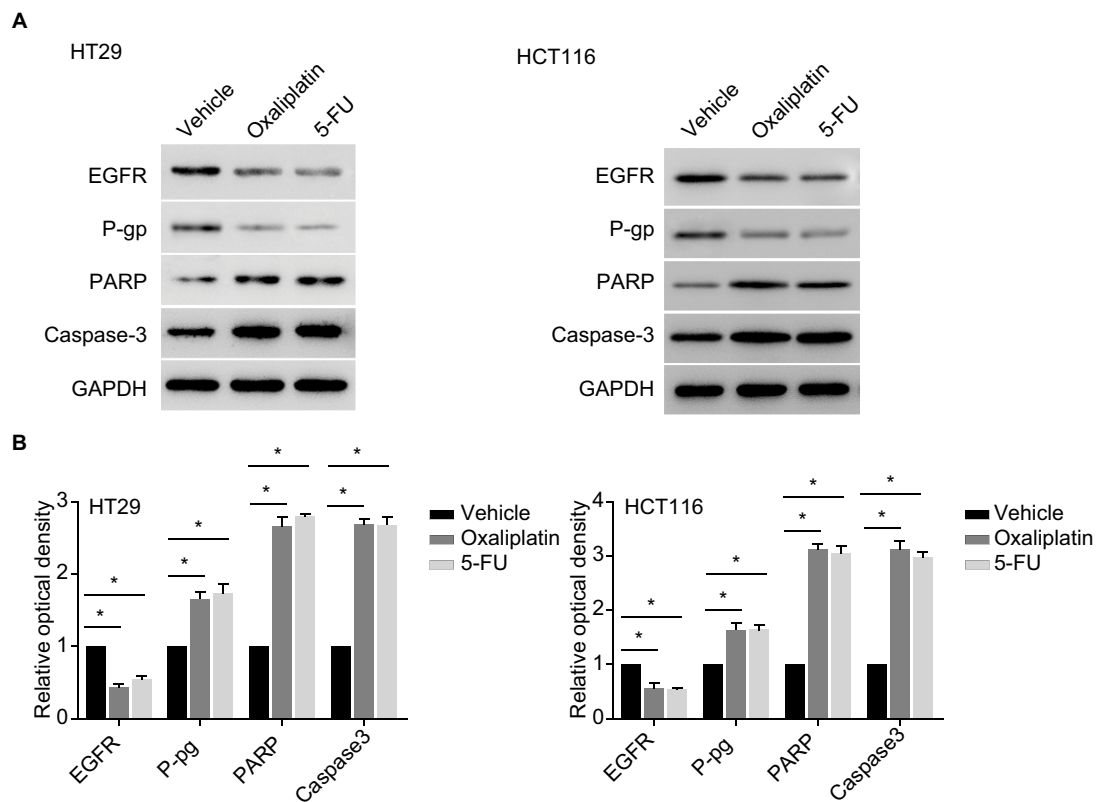 A
HT29
Vehicle
Oxaliplatin
5-FU
EGFR
P-gp
PARP
Caspase-3
GAPDH
HCT116
Vehicle
Oxaliplatin
5-FU
EGFR
P-gp
PARP
Caspase-3
GAPDH
B
HT29
Relative optical density
3
2
1
0
* * * * * * * *
EGFR
P-pg
PARP
Caspase3
Vehicle
Oxaliplatin
5-FU
HCT116
Relative optical density
4
3
2
1
0
* * * * * * * *
EGFR
P-pg
PARP
Caspase3
Vehicle
Oxaliplatin
5-FU